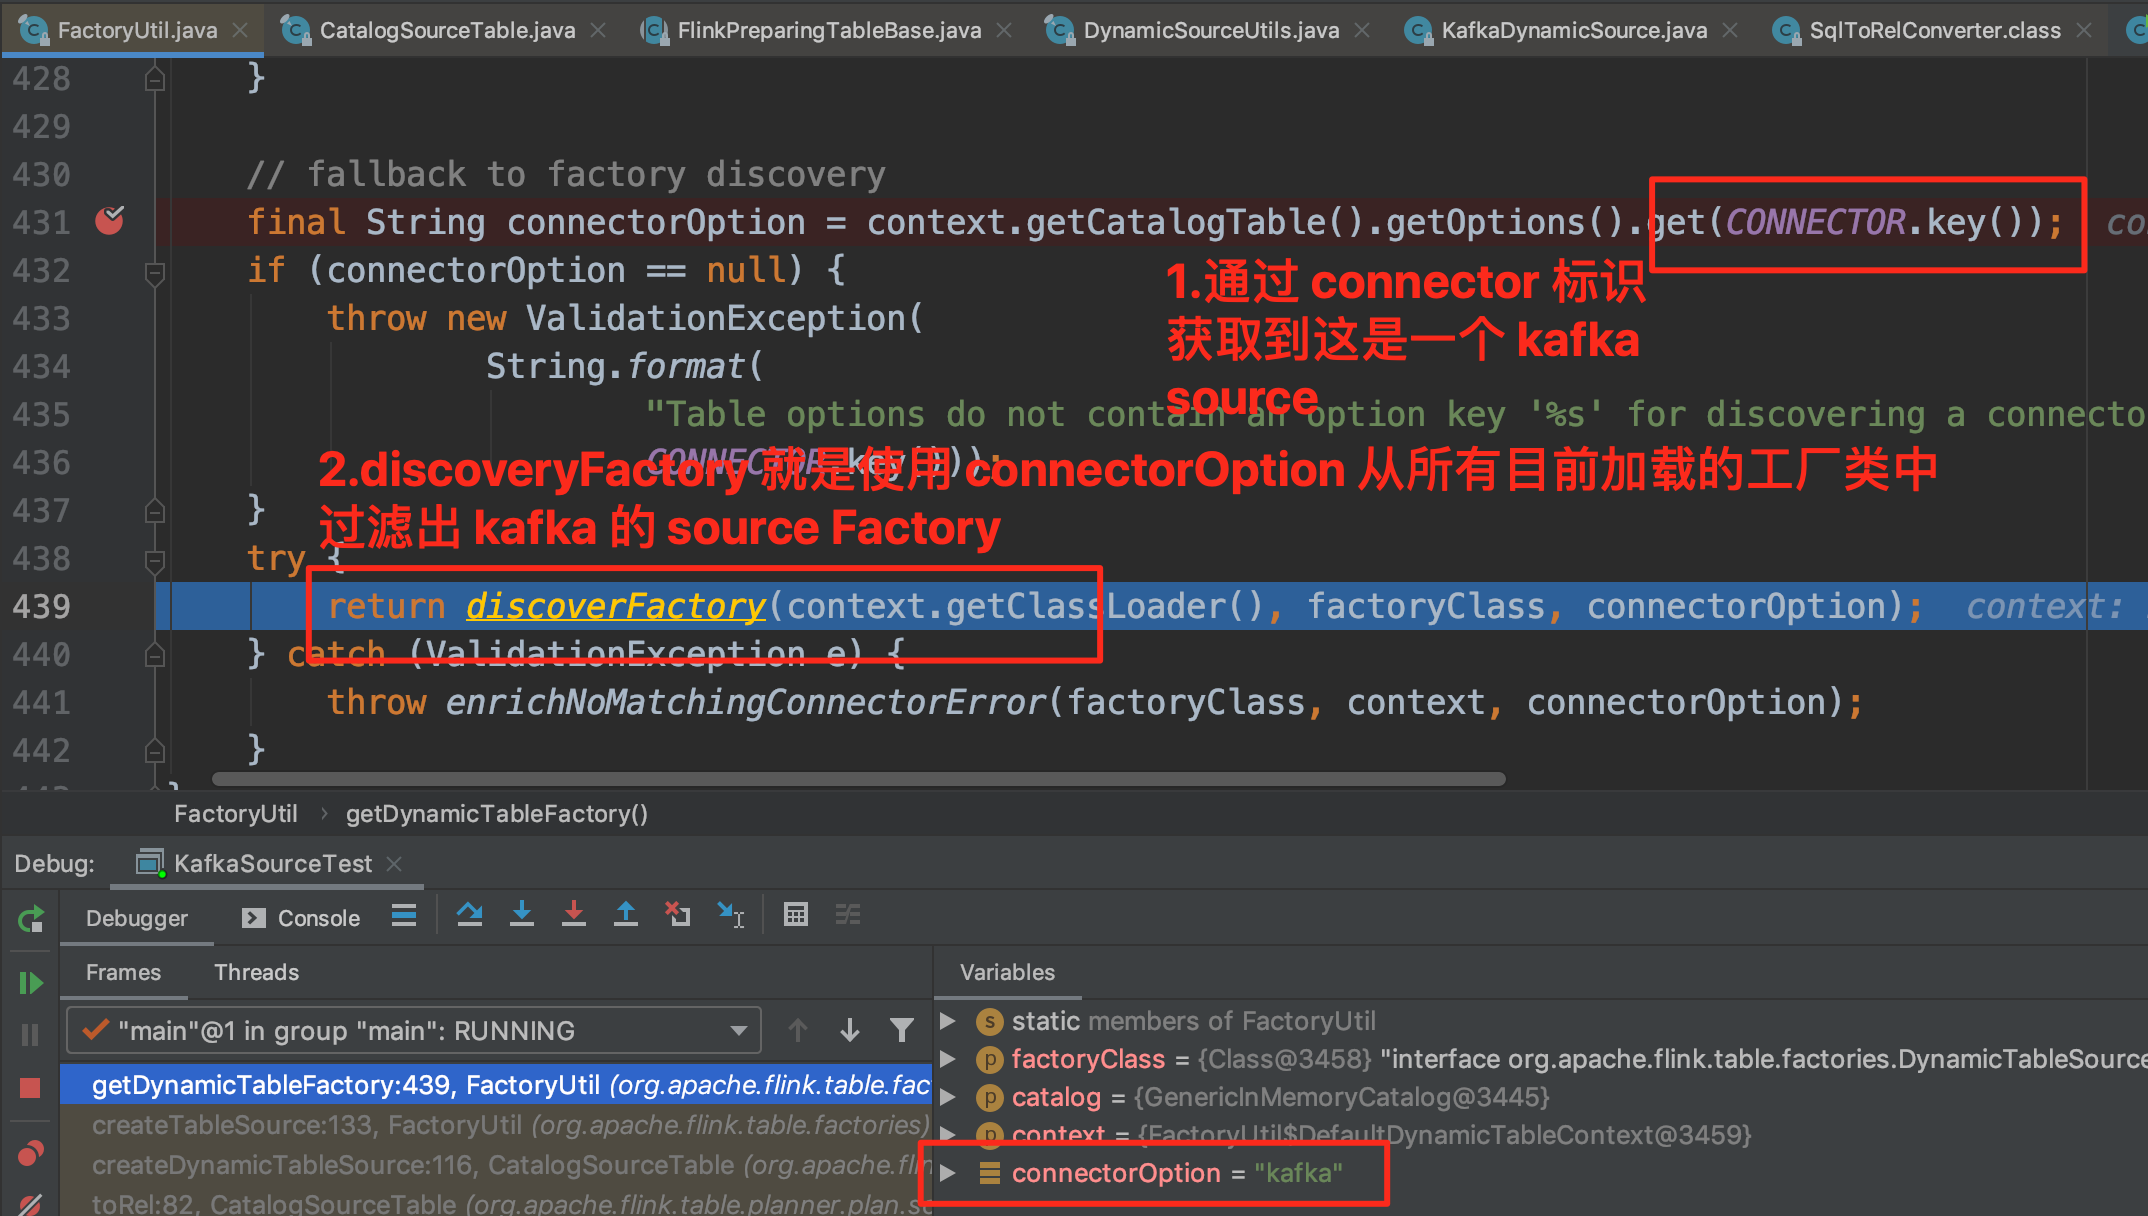 FactoryUtil.java CatalogSourceTable.java FlinkPreparingTableBase.java DynamicSourceUtils.java KafkaDynamicSource.java SqlToRelConverter.class
428 }
429
430 // fallback to factory discovery
431 final String connectorOption = context.getCatalogTable().getOptions().get(CONNECTOR.key()); co
432 if (connectorOption == null) {
1.通过 connector 标识
433 throw new ValidationException(
获取到这是一个 kafka
434 String.format(
source
435 "Table options do not contain an option key '%s' for discovering a connecto
436 CONNECTOR.key()));
2.discoveryFactory 就是使用 connectorOption 从所有目前加载的工厂类中
437 }
过滤出 kafka 的 source Factory
438 try {
439 return discoverFactory(context.getClassLoader(), factoryClass, connectorOption); context:
440 } catch (ValidationException e) {
441 throw enrichNoMatchingConnectorError(factoryClass, context, connectorOption);
442 }
FactoryUtil › getDynamicTableFactory()
Debug: KafkaSourceTest
Debugger Console
Frames Threads
Variables
"main"@1 in group "main": RUNNING
getDynamicTableFactory:439, FactoryUtil (org.apache.flink.table.fac
createTableSource:133, FactoryUtil (org.apache.flink.table.factories)
createDynamicTableSource:116, CatalogSourceTable (org.apache.flin
toRel:82, CatalogSourceTable (org.apache.flink.table.planner.plan.sc
static members of FactoryUtil
factoryClass = {Class@3458} "interface org.apache.flink.table.factories.DynamicTableSource
catalog = {GenericInMemoryCatalog@3445}
context = {FactoryUtil$DefaultDynamicTableContext@3459}
connectorOption = "kafka"